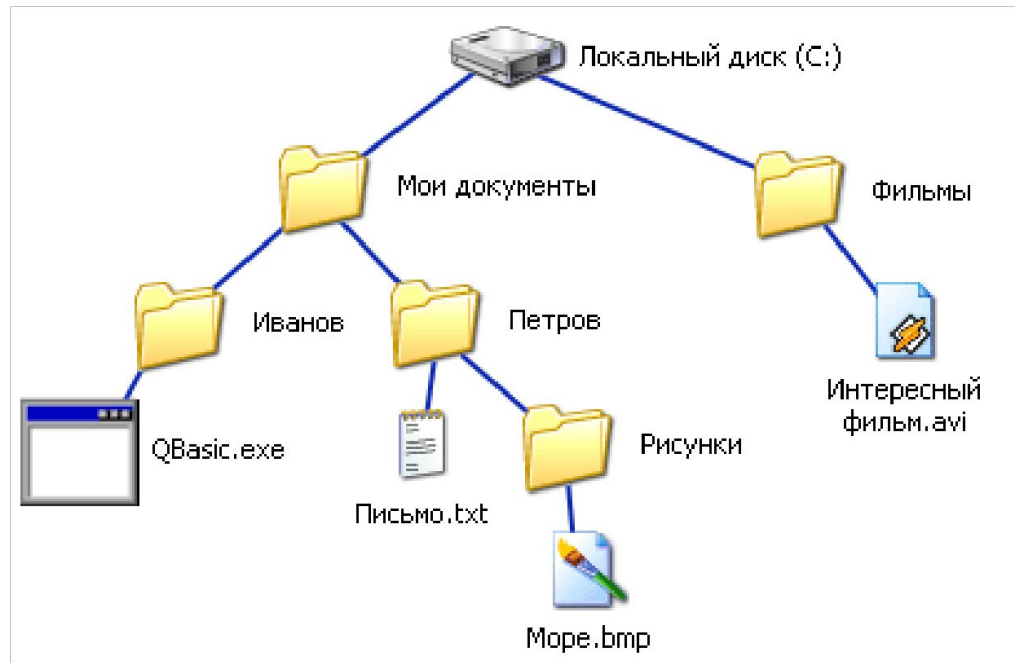 Локальный диск (C:)
Мои документы
Фильмы
Иванов
Петров
Интересный
фильм.avi
QBasic.exe
Рисунки
Письмо.txt
Море.bmp